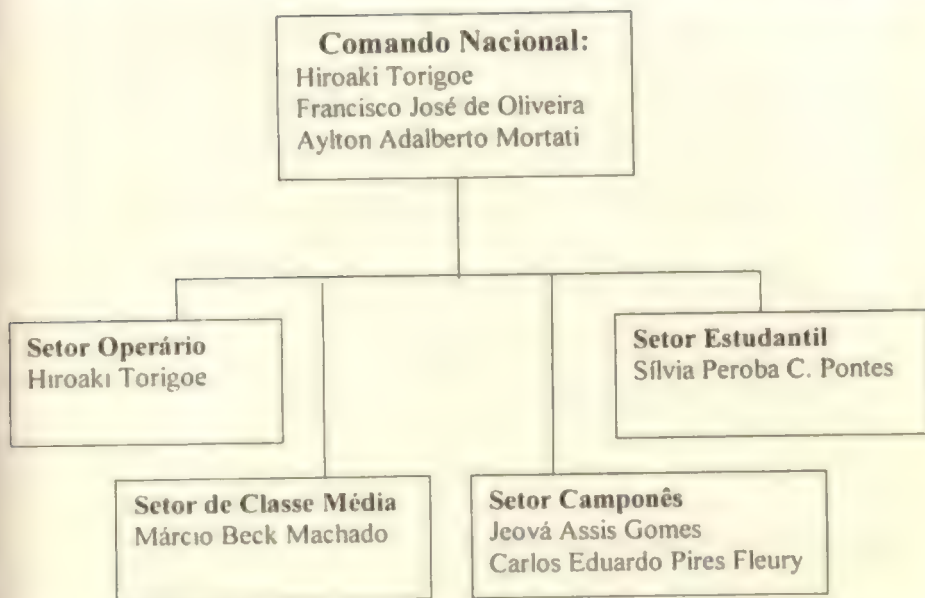 Comando Nacional:
Hiroaki Torigoe
Francisco José de Oliveira
Aylton Adalberto Mortati
Setor Operário
Hiroaki Torigoe
Setor Estudantil
Sílvia Peroba C. Pontes
Setor de Classe Média
Márcio Beck Machado
Setor Camponês
Jeová Assis Gomes
Carlos Eduardo Pires Fleury